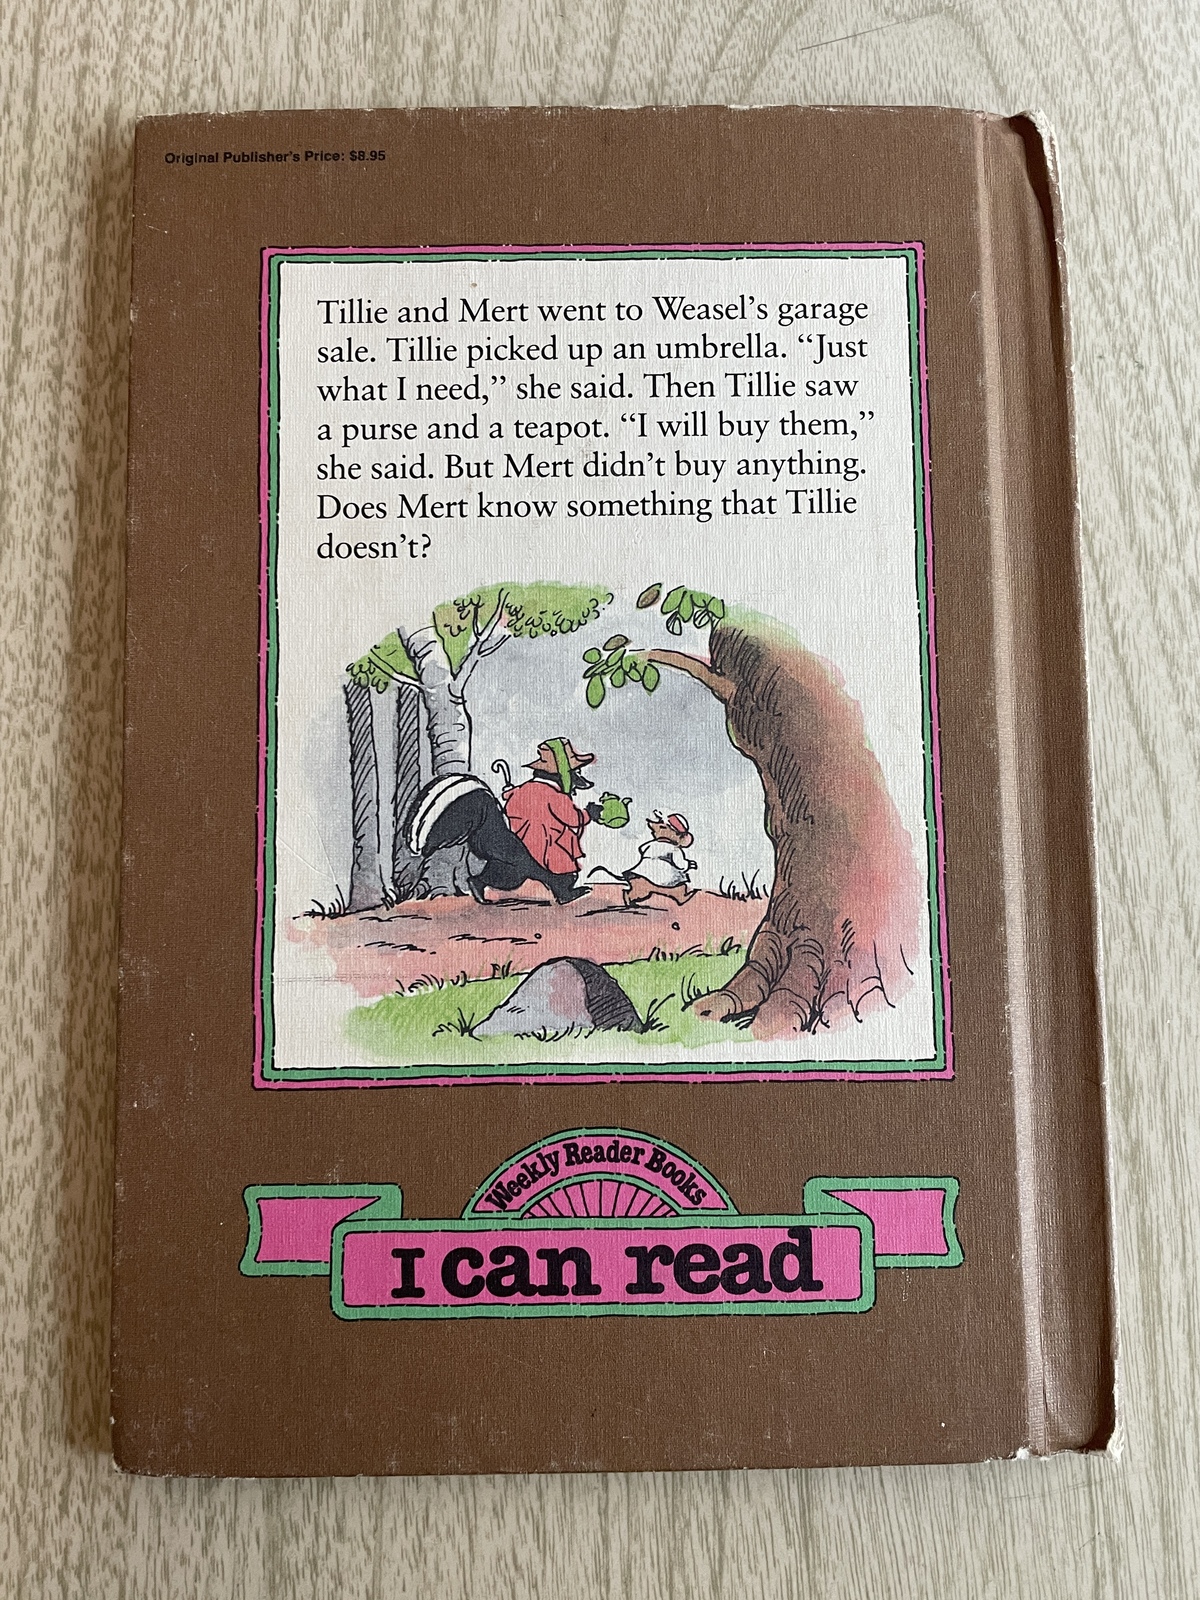 Original Publisher's Price: $8.95
Tillie and Mert went to Weasel's garage
sale. Tillie picked up an umbrella. “Just
what I need,” she said. Then Tillie saw
a purse and a teapot. “I will buy them,”
she said. But Mert didn't buy anything.
Does Mert know something that Tillie
doesn't?
Weekly Reader Books
I can read